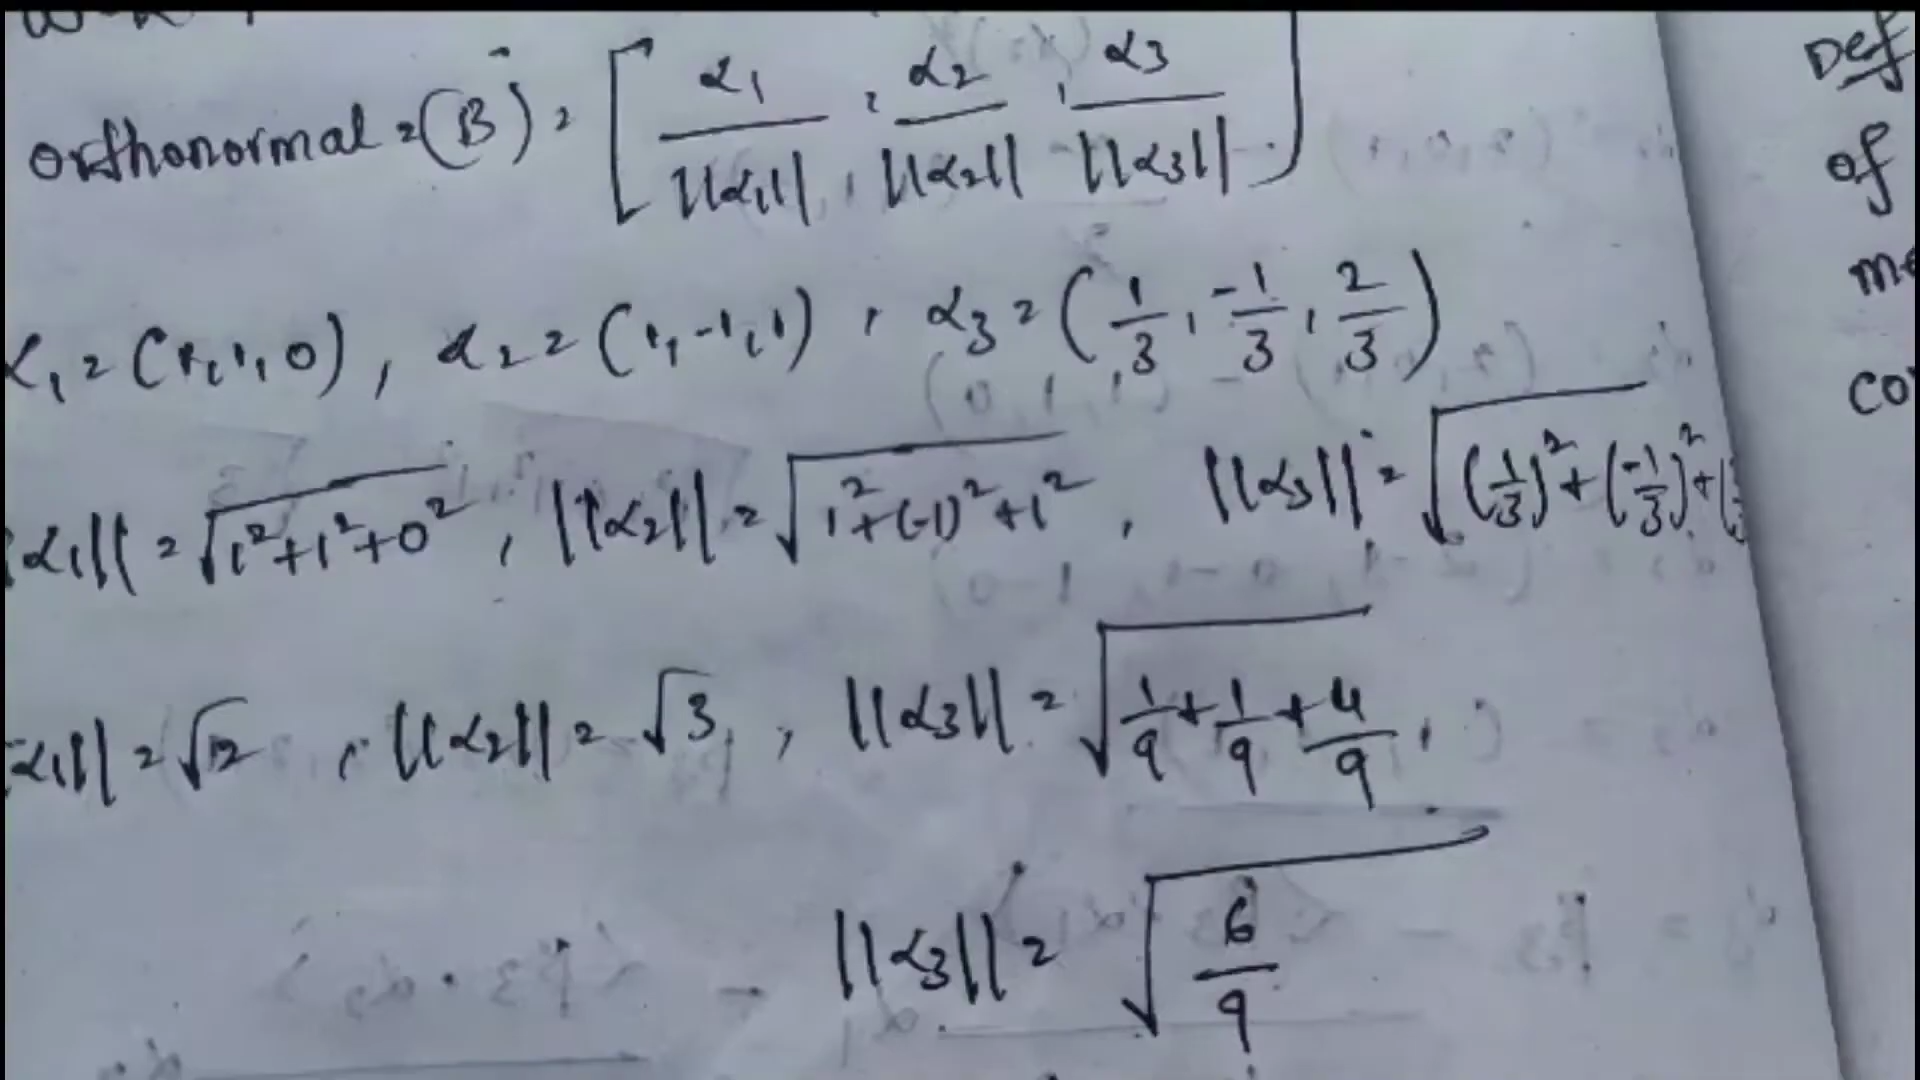 orthonormal = (B) = [ α1/||α1||, α2/||α2||, α3/||α3|| ]
α1 = (1, 1, 0), α2 = (1, -1, 1), α3 = (1/3, -1/3, 2/3)
α1|| = √1²+1²+0², ||α2|| = √1²+(-1)²+1², ||α3|| = √(1/3)²+(-1/3)²+(
α1|| = √2, ||α2|| = √3, ||α3|| = √1/9+1/9+4/9,
||α3|| = √6/9
Def
of